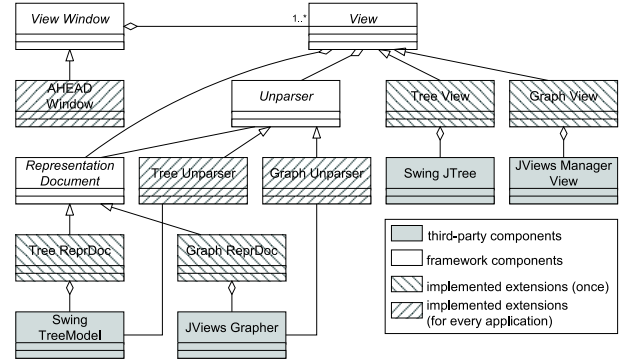 View Window
1..*
View
AHEAD
Window
Unparser
Tree View
Graph View
Representation
Document
Tree Unparser
Graph Unparser
Swing JTree
JViews Manager
View
Tree ReprDoc
Graph ReprDoc
Swing
TreeModel
JViews Grapher
third-party components
framework components
implemented extensions (once)
implemented extensions
(for every application)